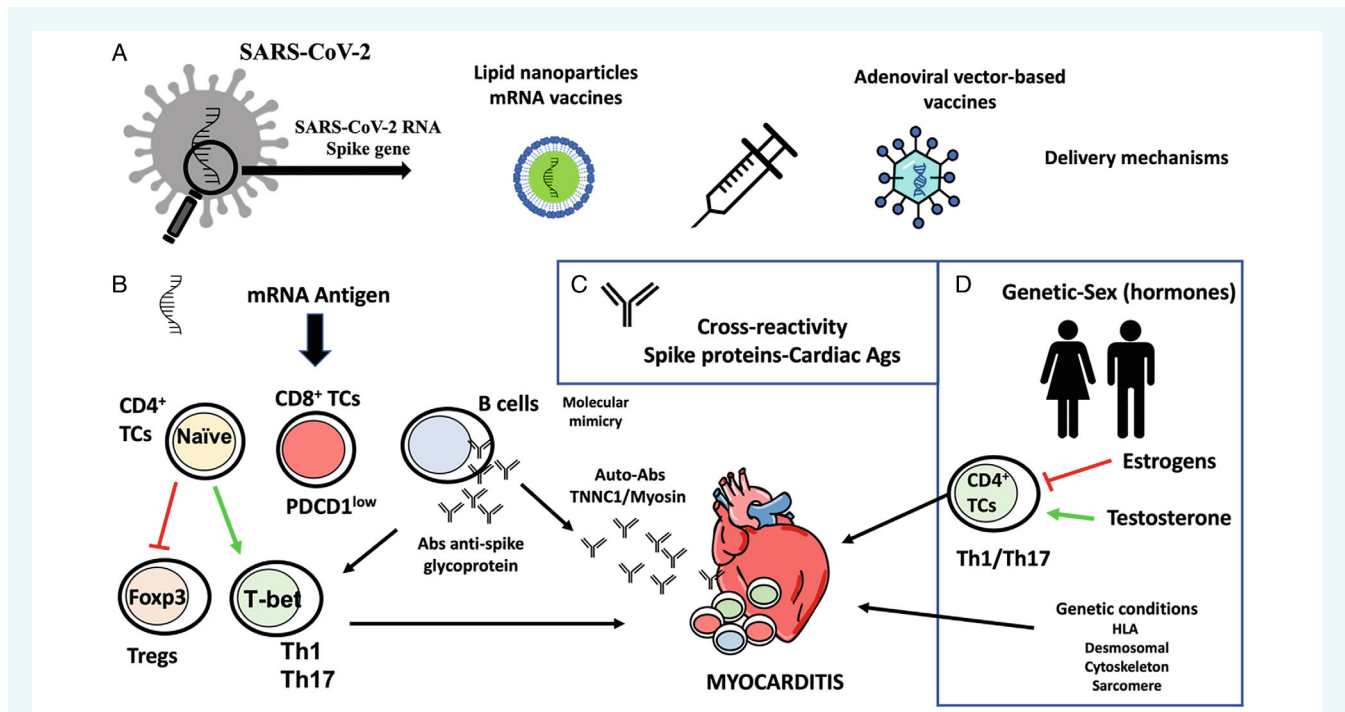 A
SARS-CoV-2
SARS-CoV-2 RNA
Spike gene
Lipid nanoparticles
mRNA vaccines
Adenoviral vector-based
vaccines
Delivery mechanisms
B
mRNA Antigen
CD4+
TCs
Naïve
CD8+ TCs
PDCD1low
B cells
Abs anti-spike
glycoprotein
Foxp3
Tregs
T-bet
Th1
Th17
C
Cross-reactivity
Spike proteins-Cardiac Ags
Molecular
mimicry
Auto-Abs
TNNC1/Myosin
MYOCARDITIS
D
Genetic-Sex (hormones)
CD4+
TCs
Th1/Th17
Estrogens
Testosterone
Genetic conditions
HLA
Desmosomal
Cytoskeleton
Sarcomere